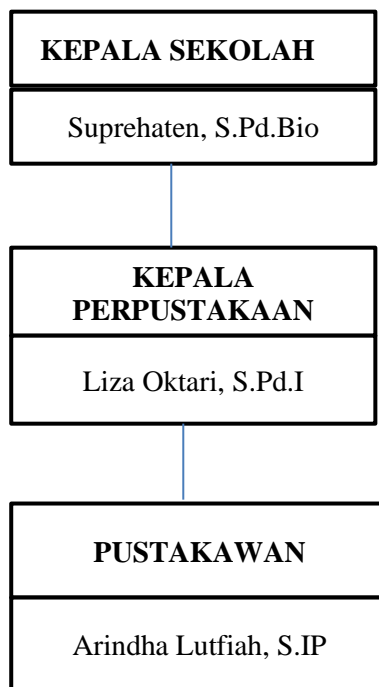 KEPALA SEKOLAH
Suprehaten, S.Pd.Bio
KEPALA
PERPUSTAKAAN
Liza Oktari, S.Pd.I
PUSTAKAWAN
Arindha Lutfiah, S.IP